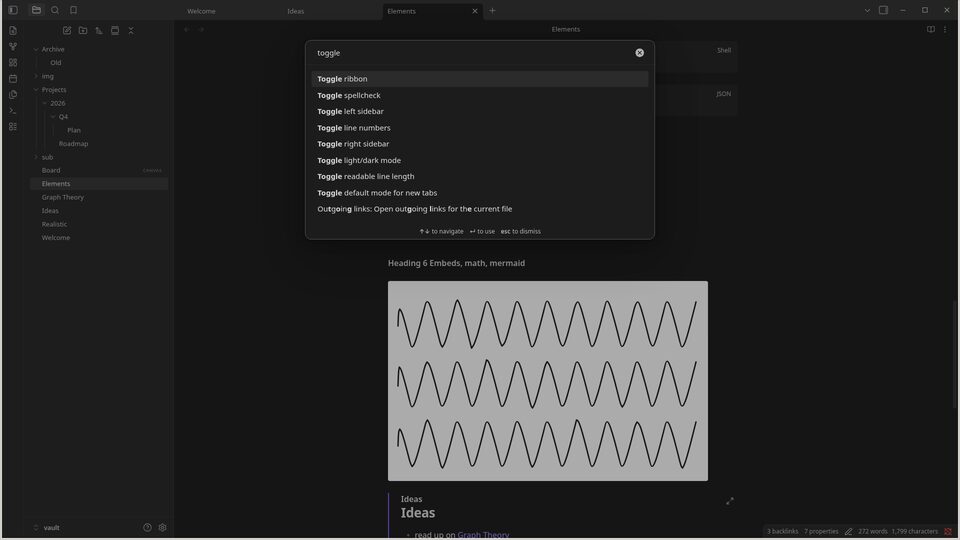 Welcome
Ideas
Elements
Elements
Archive
Old
img
Projects
2026
Q4
Plan
Roadmap
sub
Board
CANVAS
Elements
Graph Theory
Ideas
Realistic
Welcome
vault
Shell
JSON
toggle
Toggle ribbon
Toggle spellcheck
Toggle left sidebar
Toggle line numbers
Toggle right sidebar
Toggle light/dark mode
Toggle readable line length
Toggle default mode for new tabs
Outgoing links: Open outgoing links for the current file
↑↓ to navigate ↵ to use esc to dismiss
Heading 6 Embeds, math, mermaid
Ideas
Ideas
• read up on Graph Theory
3 backlinks 7 properties 272 words 1,799 characters